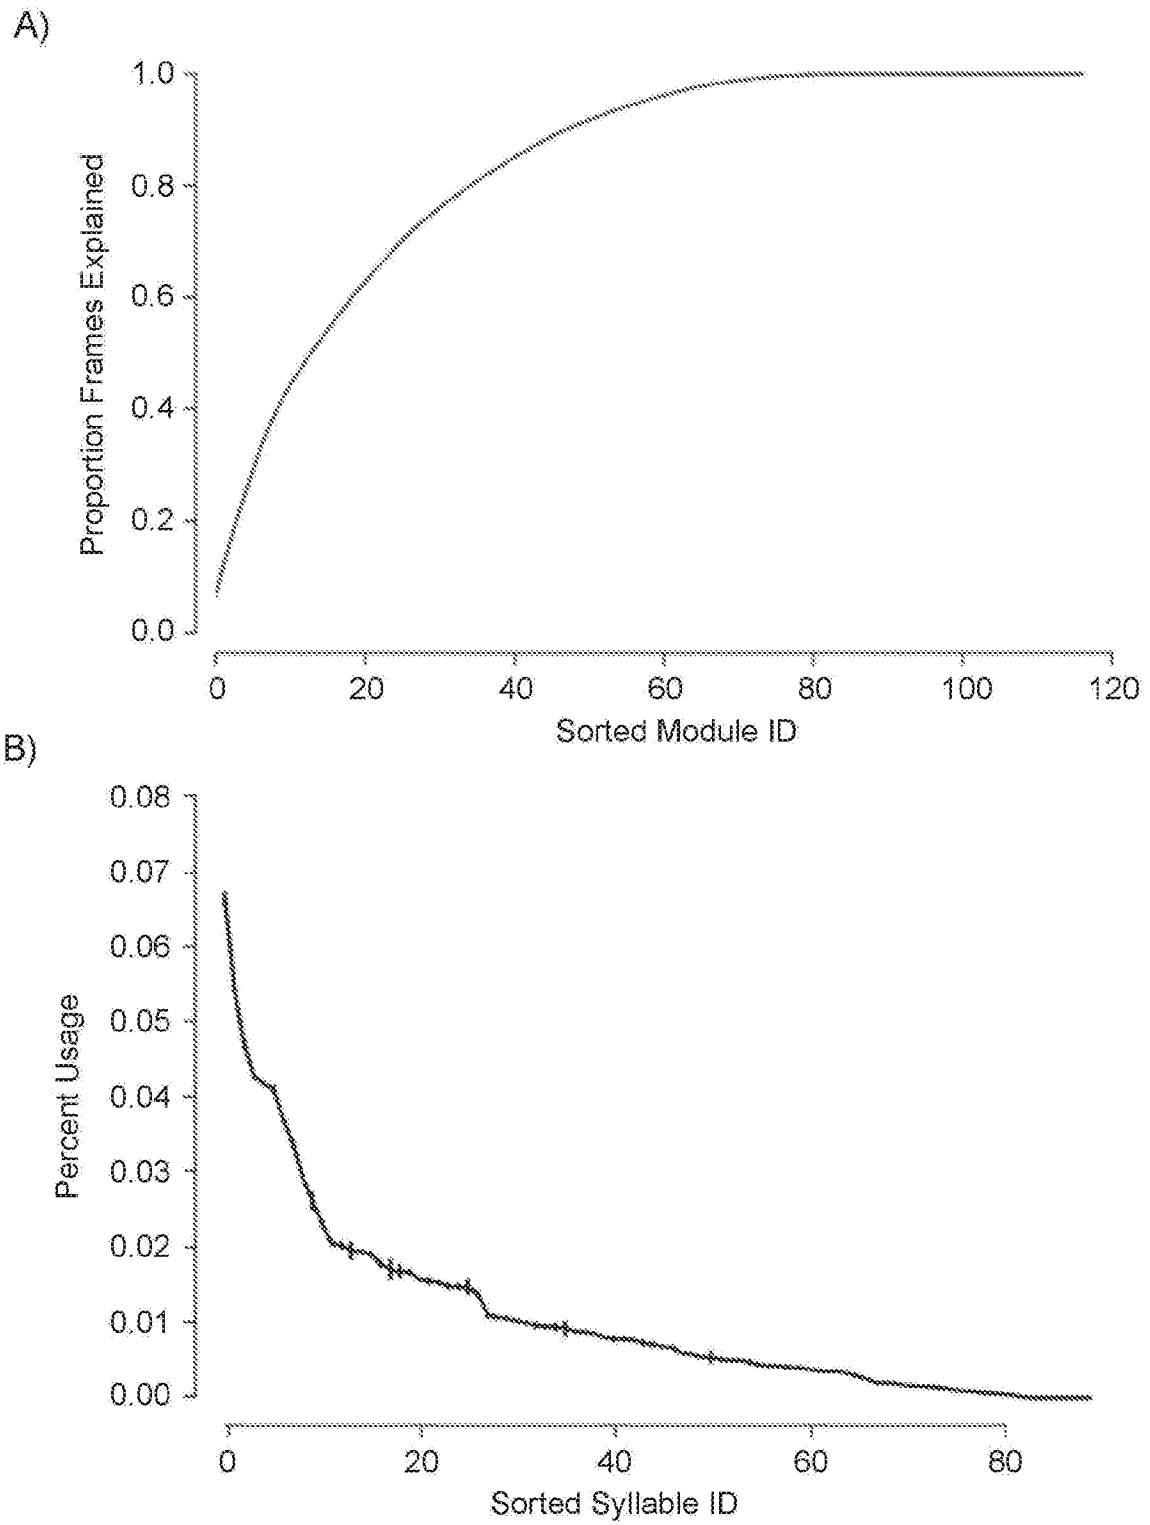 A)
1.0
0.8
0.6
0.4
0.2
0.0
Proportion Frames Explained
0 20 40 60 80 100 120
Sorted Module ID
B)
0.08
0.07
0.06
0.05
0.04
0.03
0.02
0.01
0.00
Percent Usage
0 20 40 60 80
Sorted Syllable ID